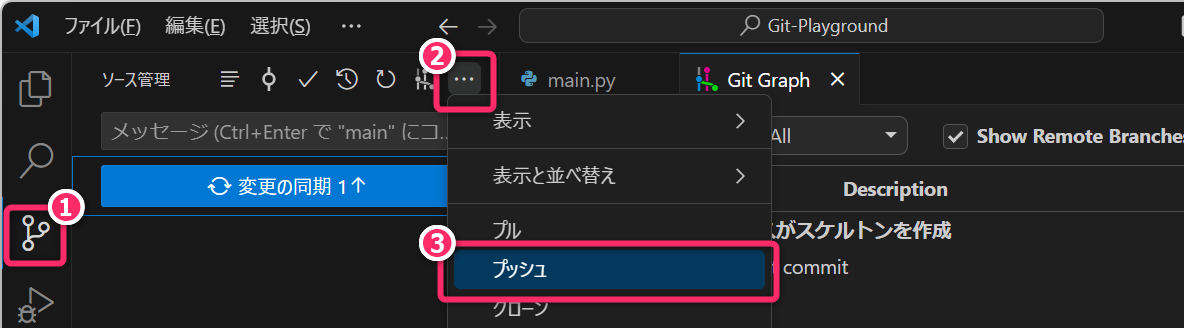 ファイル(F) 編集(E) 選択(S) ··· Git-Playground
②
ソース管理 ··· main.py Git Graph
メッセージ (Ctrl+Enter で "main" にコ...
表示
All
Show Remote Branches
変更の同期 1↑
表示と並べ替え
Description
①
プル
がスケルトンを作成
③
プッシュ
commit
クローン